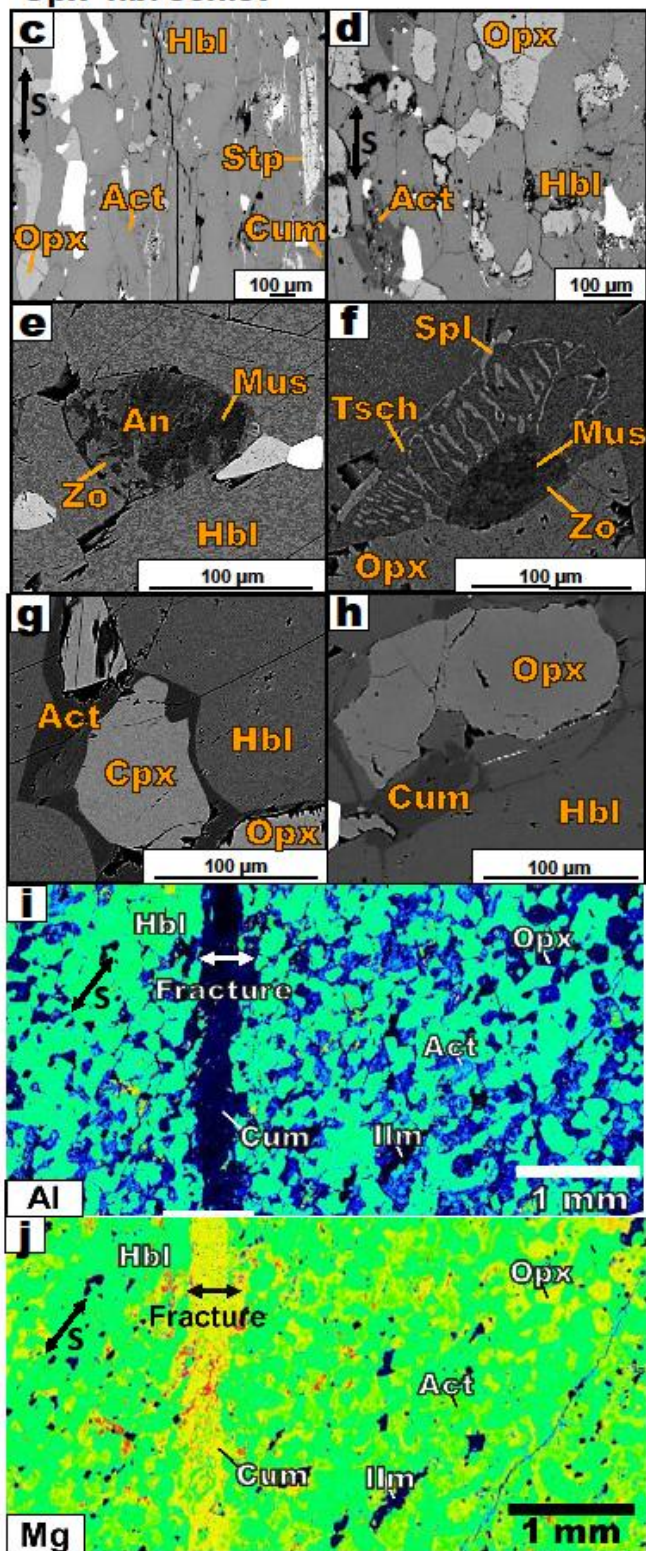 c
Hbl
S
Stp
Act
Opx
Cum
100 µm
d
Opx
S
Hbl
Act
100 µm
e
An
Mus
Zo
Hbl
100 µm
f
Spl
Tsch
Mus
Zo
Opx
100 µm
g
Act
Cpx
Hbl
Opx
100 µm
h
Opx
Cum
Hbl
100 µm
i
Hbl
Opx
S
Fracture
Act
Cum
Ilm
Al
1 mm
j
Hbl
Opx
S
Fracture
Act
Cum
Ilm
Mg
1 mm